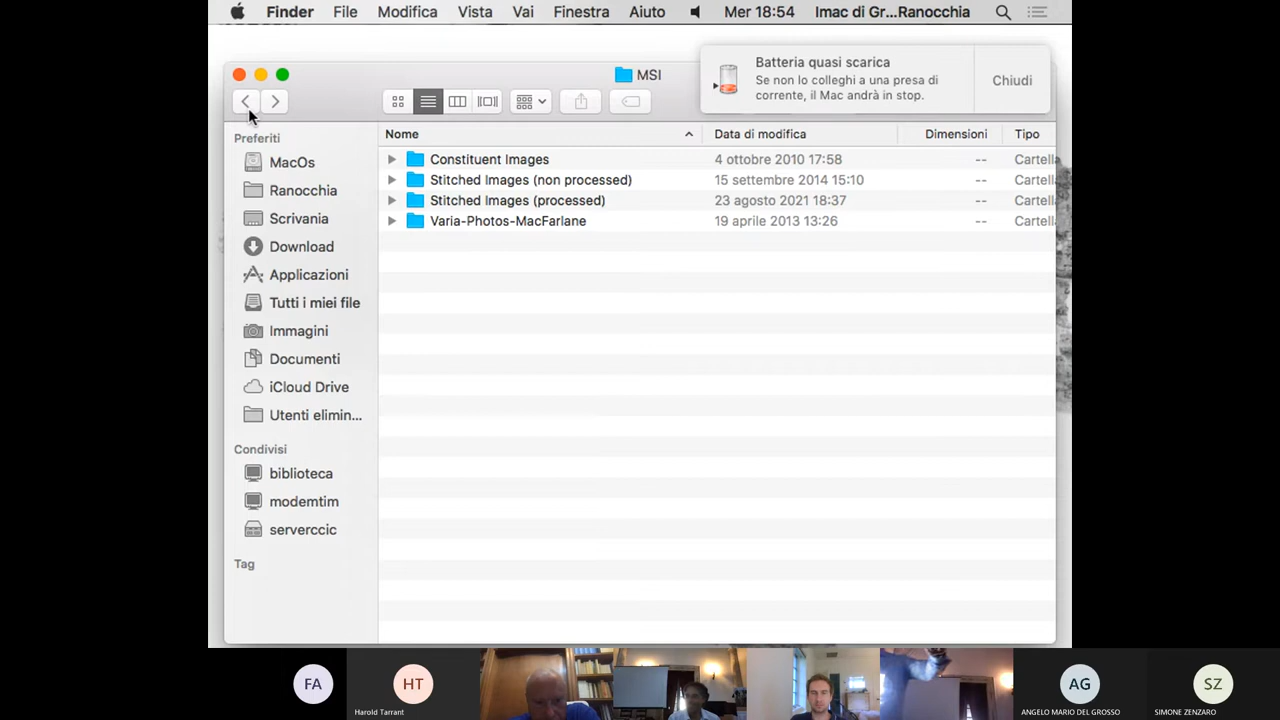 Finder File Modifica Vista Vai Finestra Aiuto Mer 18:54 Imac di Gr...Ranocchia
MSI
Batteria quasi scarica
Se non lo colleghi a una presa di
corrente, il Mac andrà in stop.
Chiudi
Preferiti
MacOs
Ranocchia
Scrivania
Download
Applicazioni
Tutti i miei file
Immagini
Documenti
iCloud Drive
Utenti elimin...
Condivisi
biblioteca
modemtim
serverccic
Tag
Nome Data di modifica Dimensioni Tipo
Constituent Images 4 ottobre 2010 17:58 -- Cartell
Stitched Images (non processed) 15 settembre 2014 15:10 -- Cartell
Stitched Images (processed) 23 agosto 2021 18:37 -- Cartell
Varia-Photos-MacFarlane 19 aprile 2013 13:26 -- Cartell
FA
HT
Harold Tarrant
AG
ANGELO MARIO DEL GROSSO
SZ
SIMONE ZENZARO